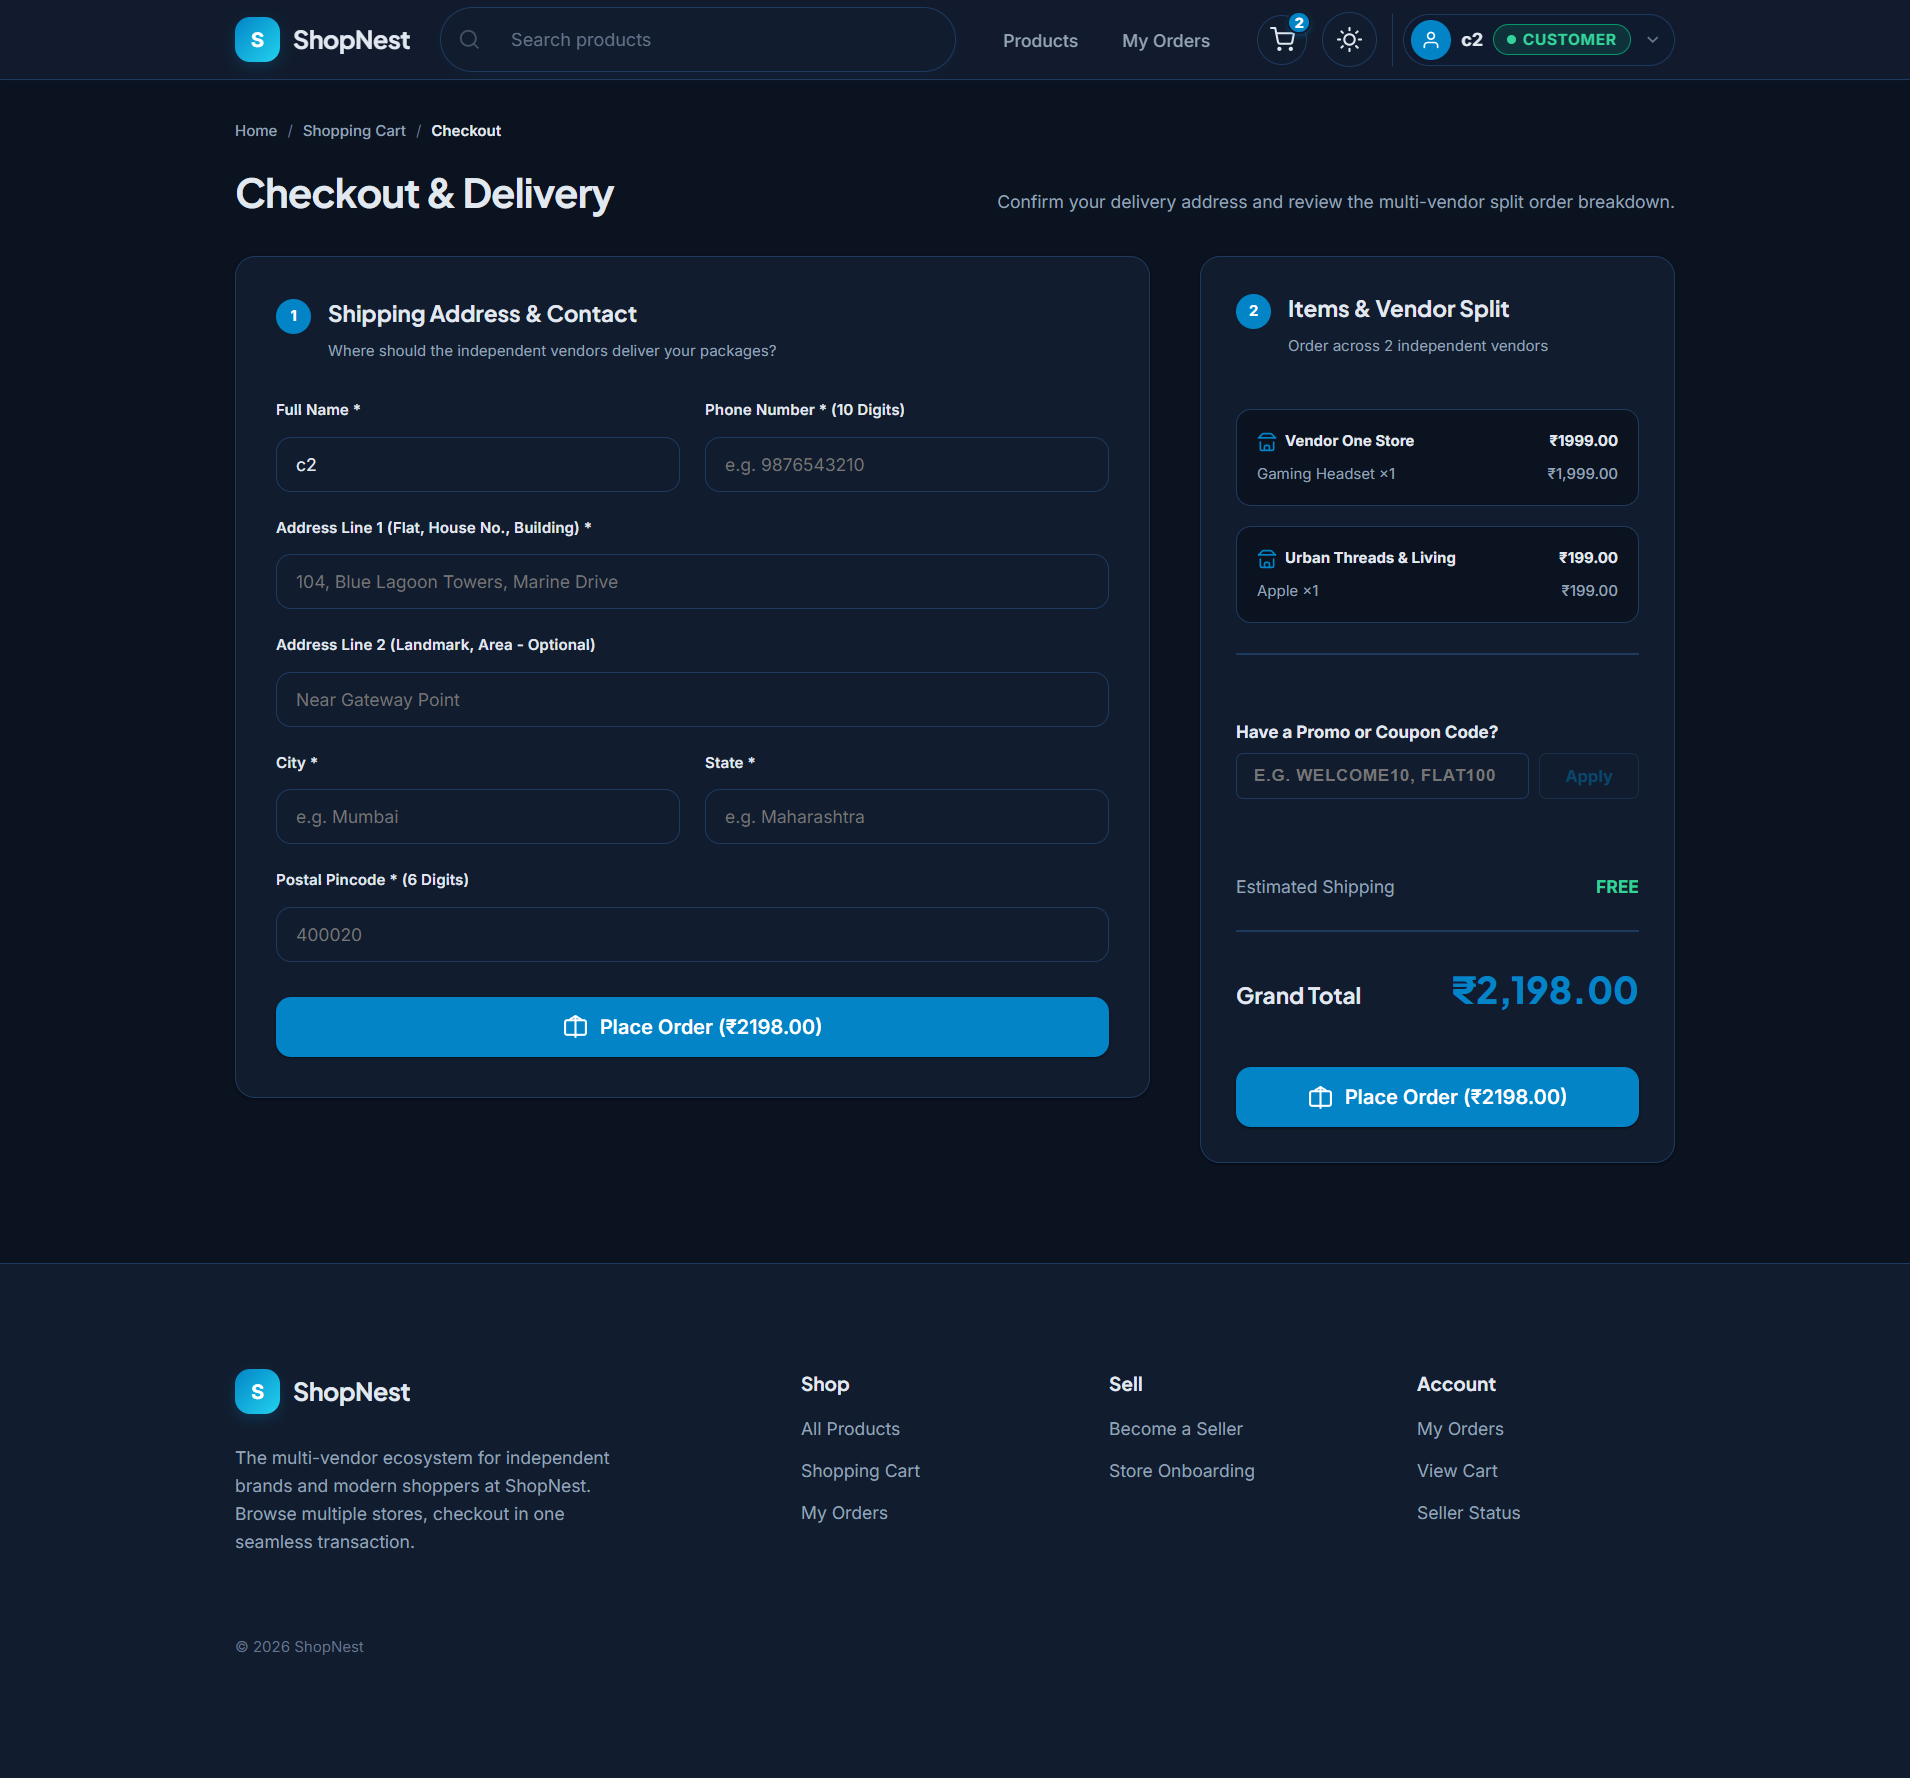 S ShopNest
Search products
Products
My Orders
2
c2
CUSTOMER
Home / Shopping Cart / Checkout
Checkout & Delivery
Confirm your delivery address and review the multi-vendor split order breakdown.
1 Shipping Address & Contact
Where should the independent vendors deliver your packages?
Full Name *
Phone Number * (10 Digits)
c2
e.g. 9876543210
Address Line 1 (Flat, House No., Building) *
104, Blue Lagoon Towers, Marine Drive
Address Line 2 (Landmark, Area - Optional)
Near Gateway Point
City *
State *
e.g. Mumbai
e.g. Maharashtra
Postal Pincode * (6 Digits)
400020
Place Order (₹2198.00)
2 Items & Vendor Split
Order across 2 independent vendors
Vendor One Store ₹1999.00
Gaming Headset ×1 ₹1,999.00
Urban Threads & Living ₹199.00
Apple ×1 ₹199.00
Have a Promo or Coupon Code?
E.G. WELCOME10, FLAT100
Apply
Estimated Shipping FREE
Grand Total ₹2,198.00
Place Order (₹2198.00)
S ShopNest
The multi-vendor ecosystem for independent
brands and modern shoppers at ShopNest.
Browse multiple stores, checkout in one
seamless transaction.
Shop
All Products
Shopping Cart
My Orders
Sell
Become a Seller
Store Onboarding
Account
My Orders
View Cart
Seller Status
© 2026 ShopNest